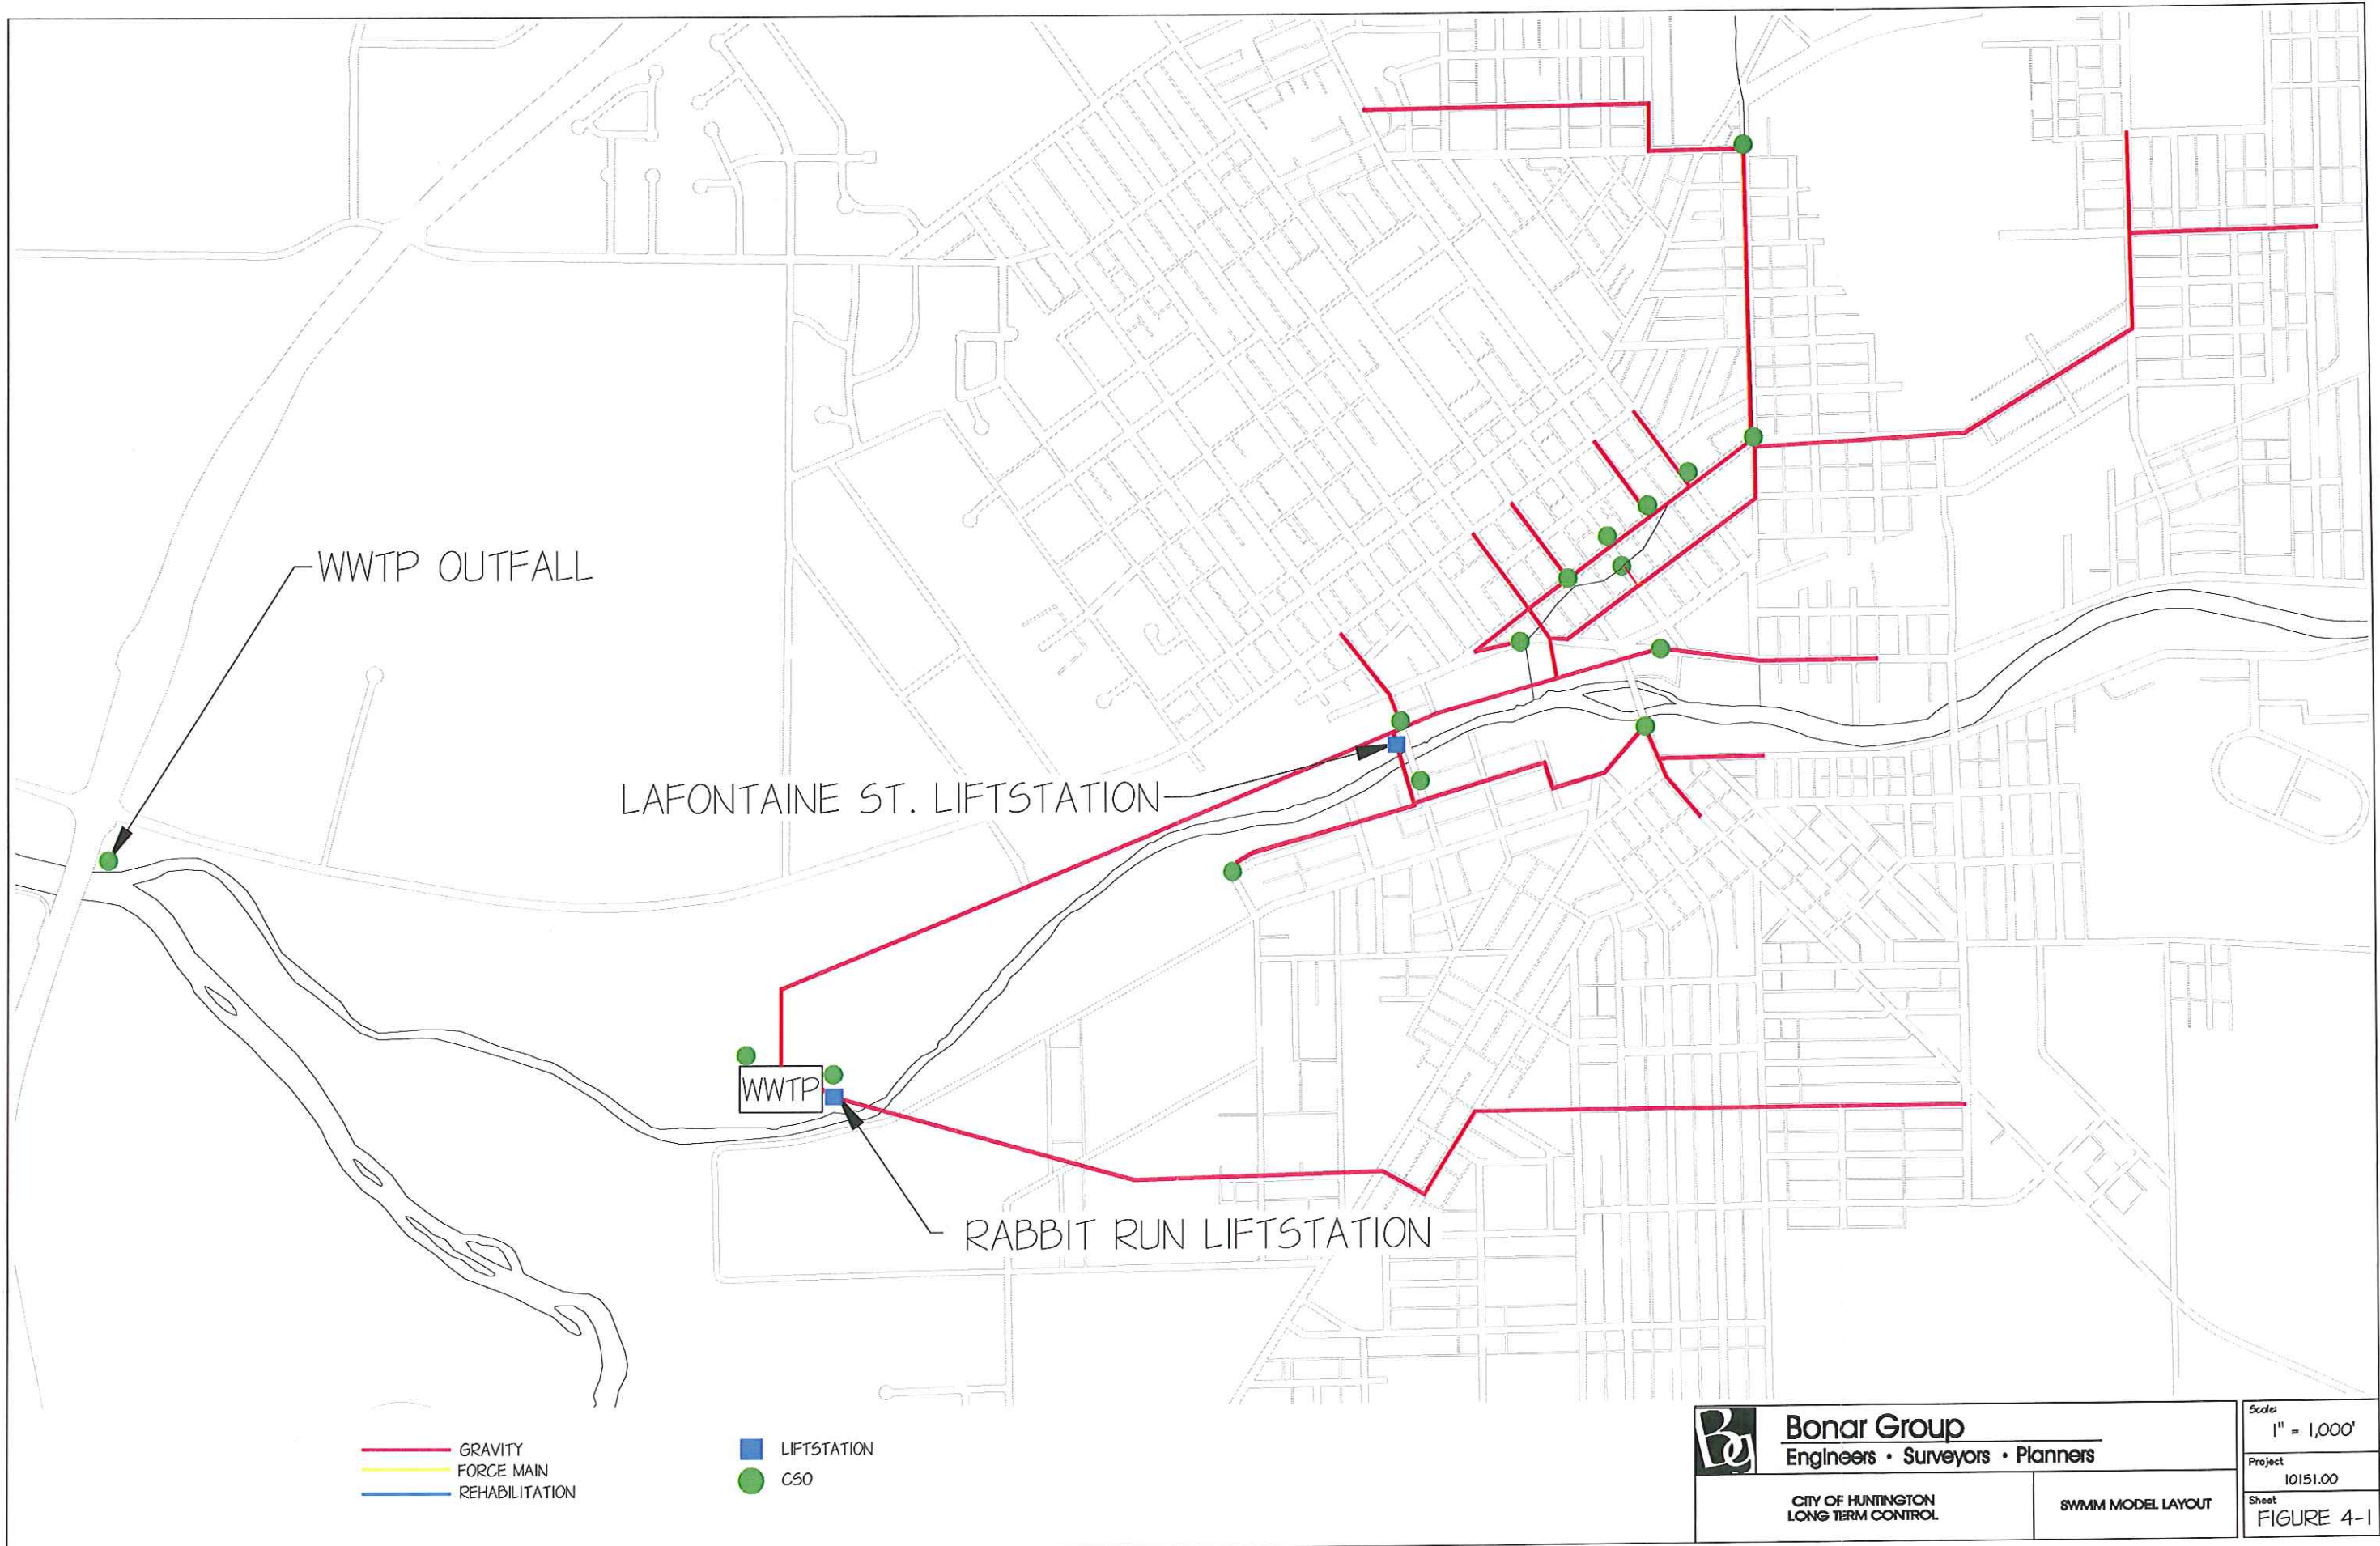 WWTP OUTFALL
LAFONTAINE ST. LIFTSTATION
WWTP
RABBIT RUN LIFTSTATION
GRAVITY
FORCE MAIN
REHABILITATION
LIFTSTATION
CSO
Bg
Bonar Group
Engineers • Surveyors • Planners
CITY OF HUNTINGTON
LONG TERM CONTROL
SWMM MODEL LAYOUT
Scale:
1" = 1,000'
Project
10151.00
Sheet
FIGURE 4-1